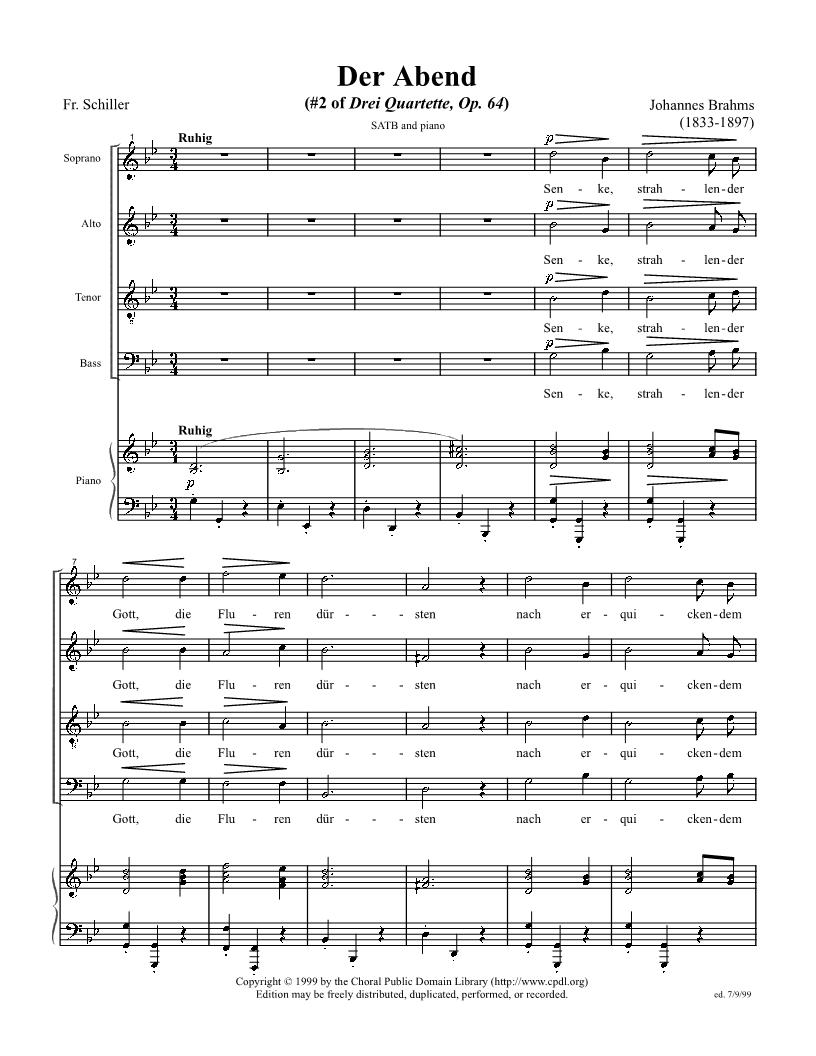 Der Abend
(#2 of Drei Quartette, Op. 64)
Fr. Schiller
Johannes Brahms
(1833-1897)
SATB and piano
1
Ruhig
Soprano
p
Sen - ke, strah - len-der
Alto
p
Sen - ke, strah - len-der
Tenor
p
Sen - ke, strah - len-der
Bass
p
Sen - ke, strah - len-der
Ruhig
Piano
p
7
Gott, die Flu - ren dür - - - sten nach er - qui - cken-dem
Gott, die Flu - ren dür - - - sten nach er - qui - cken-dem
Gott, die Flu - ren dür - - - sten nach er - qui - cken-dem
Gott, die Flu - ren dür - - - sten nach er - qui - cken-dem
Copyright © 1999 by the Choral Public Domain Library (http://www.cpdl.org)
Edition may be freely distributed, duplicated, performed, or recorded.
ed. 7/9/99